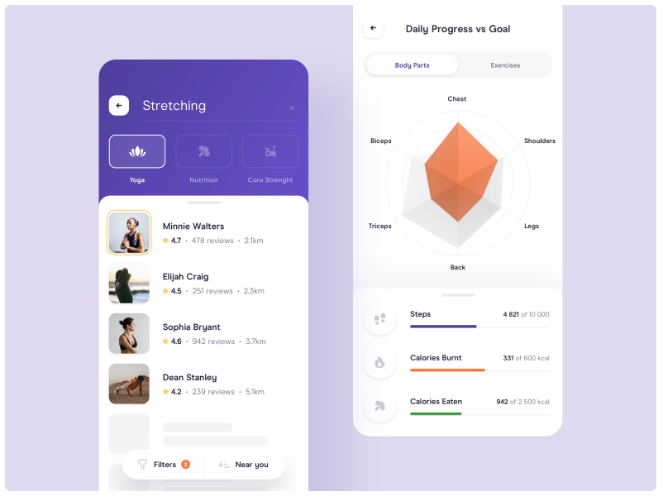 Stretching
Yoga
Nutrition
Core Strenght
Minnie Walters
4.7 • 478 reviews • 2.1km
Elijah Craig
4.5 • 251 reviews • 2.3km
Sophia Bryant
4.6 • 942 reviews • 3.7km
Dean Stanley
4.2 • 239 reviews • 5.1km
Filters 3
Near you
Daily Progress vs Goal
Body Parts
Exercises
Chest
Biceps
Shoulders
Triceps
Legs
Back
Steps
4 821 of 10 000
Calories Burnt
331 of 600 kcal
Calories Eaten
942 of 2 500 kcal